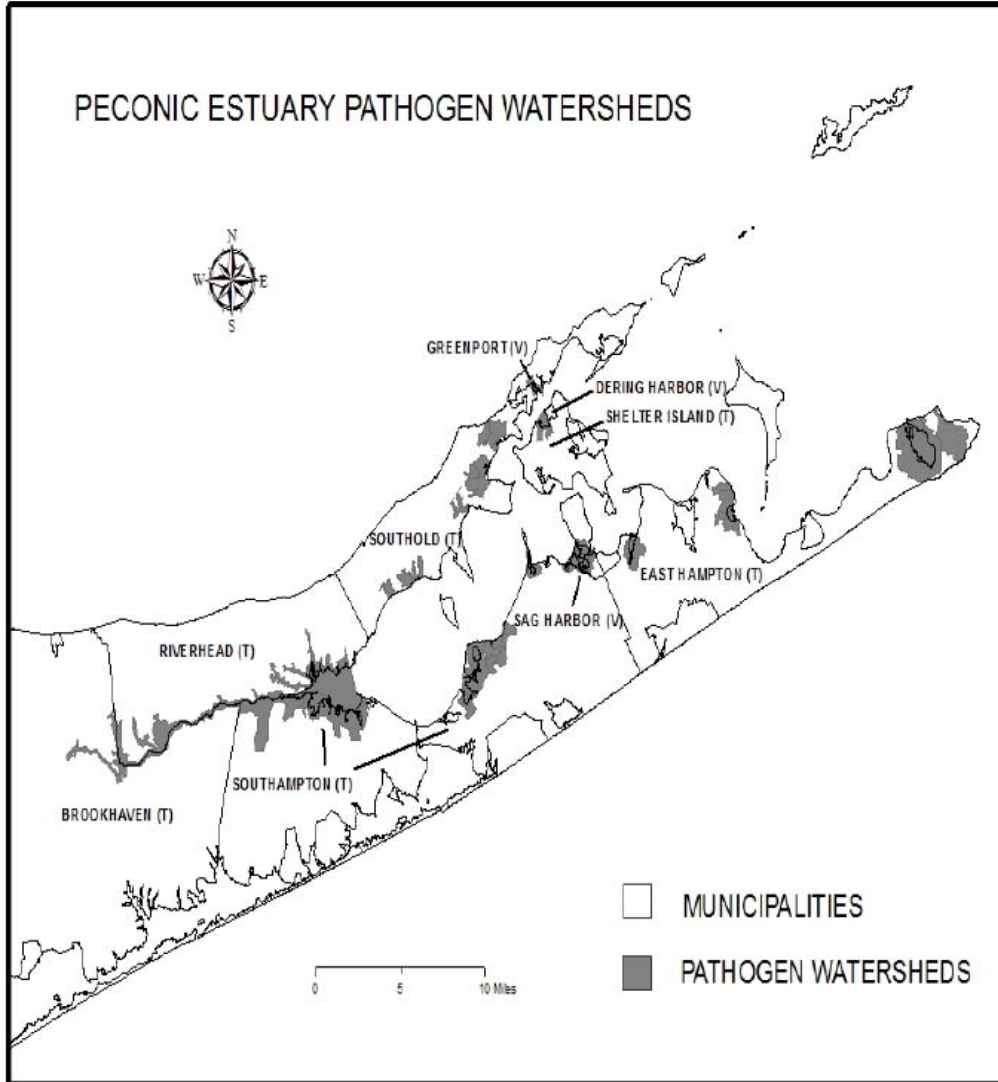 PECONIC ESTUARY PATHOGEN WATERSHEDS
N
W E
S
GREENPORT (V)
DERING HARBOR (V)
SHELTER ISLAND (T)
SOUTHOLD (T)
EAST HAMPTON (T)
SAG HARBOR (V)
RIVERHEAD (T)
SOUTHAMPTON (T)
BROOKHAVEN (T)
MUNICIPALITIES
PATHOGEN WATERSHEDS
0 5 10 Miles